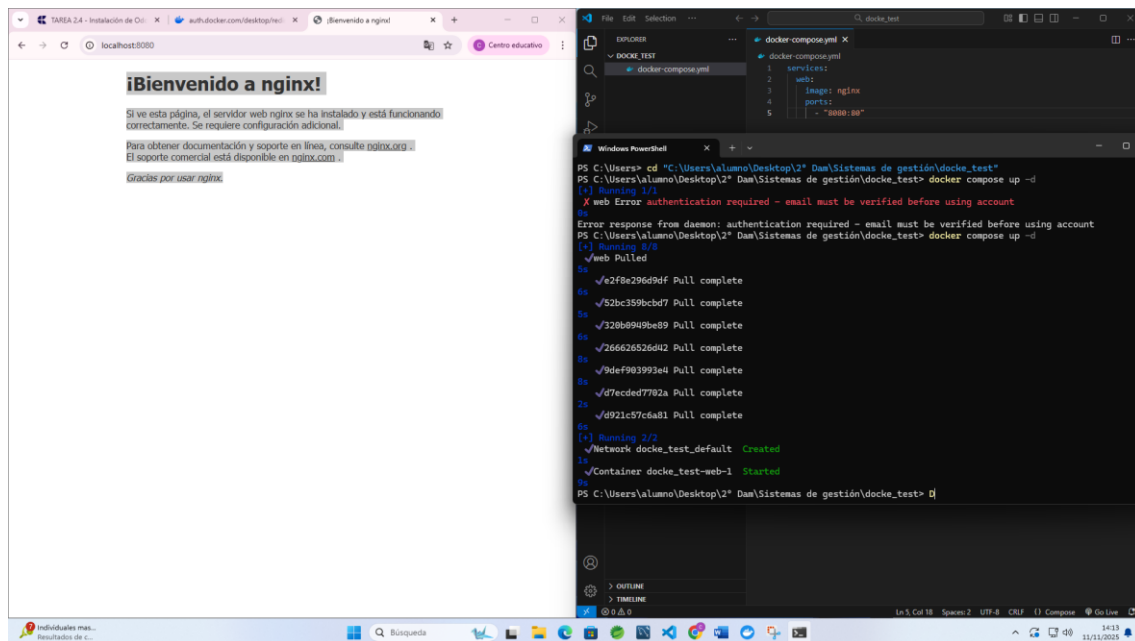 TAREA 2.4 - Instalación de Od
auth.docker.com/desktop/redi
¡Bienvenido a nginx!
localhost:8080
Centro educativo
¡Bienvenido a nginx!
Si ve esta página, el servidor web nginx se ha instalado y está funcionando
correctamente. Se requiere configuración adicional.
Para obtener documentación y soporte en línea, consulte nginx.org .
El soporte comercial está disponible en nginx.com .
Gracias por usar nginx.
File Edit Selection ···
docke_test
EXPLORER ···
DOCKE_TEST
docker-compose.yml
docker-compose.yml
docker-compose.yml
1 services:
2 web:
3 image: nginx
4 ports:
5 - "8080:80"
Windows PowerShell
PS C:\Users> cd "C:\Users\alumno\Desktop\2° Dam\Sistemas de gestión\docke_test"
PS C:\Users\alumno\Desktop\2° Dam\Sistemas de gestión\docke_test> docker compose up -d
[+] Running 1/1
✗ web Error authentication required - email must be verified before using account
0s
Error response from daemon: authentication required - email must be verified before using account
PS C:\Users\alumno\Desktop\2° Dam\Sistemas de gestión\docke_test> docker compose up -d
[+] Running 8/8
✓web Pulled
5s
✓e2f8e296d9df Pull complete
6s
✓52bc359bcbd7 Pull complete
5s
✓320b0949be89 Pull complete
6s
✓266626526d42 Pull complete
8s
✓9def903993e4 Pull complete
8s
✓d7ecded7702a Pull complete
2s
✓d921c57c6a81 Pull complete
6s
[+] Running 2/2
✓Network docke_test_default Created
1s
✓Container docke_test-web-1 Started
9s
PS C:\Users\alumno\Desktop\2° Dam\Sistemas de gestión\docke_test> D
OUTLINE
TIMELINE
0 0
Ln 5, Col 18 Spaces: 2 UTF-8 CRLF {} Compose Go Live
7
Individuales mas...
Resultados de c...
Búsqueda
14:13
11/11/2025